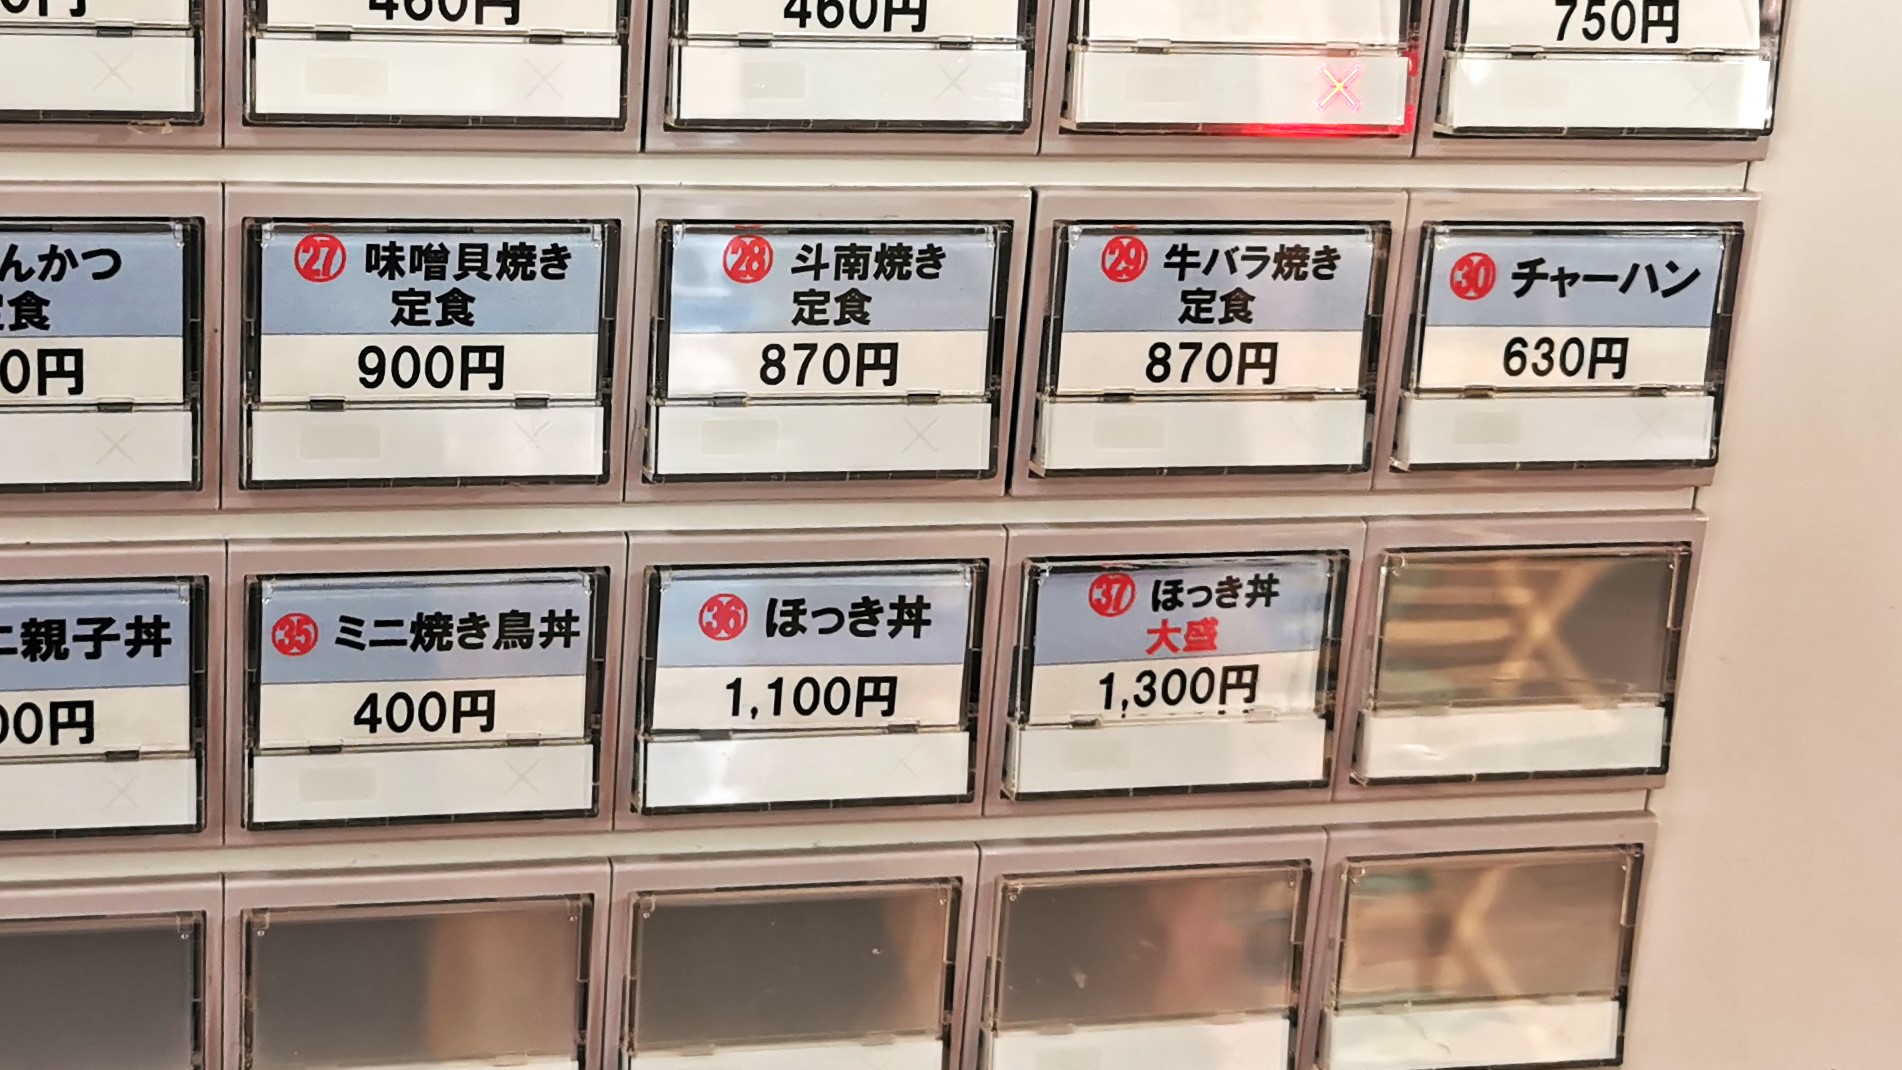 460円
460円
750円
んかつ
定食
0円
㉗ 味噌貝焼き
定食
900円
㉘ 斗南焼き
定食
870円
㉙ 牛バラ焼き
定食
870円
㉚ チャーハン
630円
ニ親子丼
00円
㉟ ミニ焼き鳥丼
400円
㊱ ほっき丼
1,100円
㊲ ほっき丼
大盛
1,300円